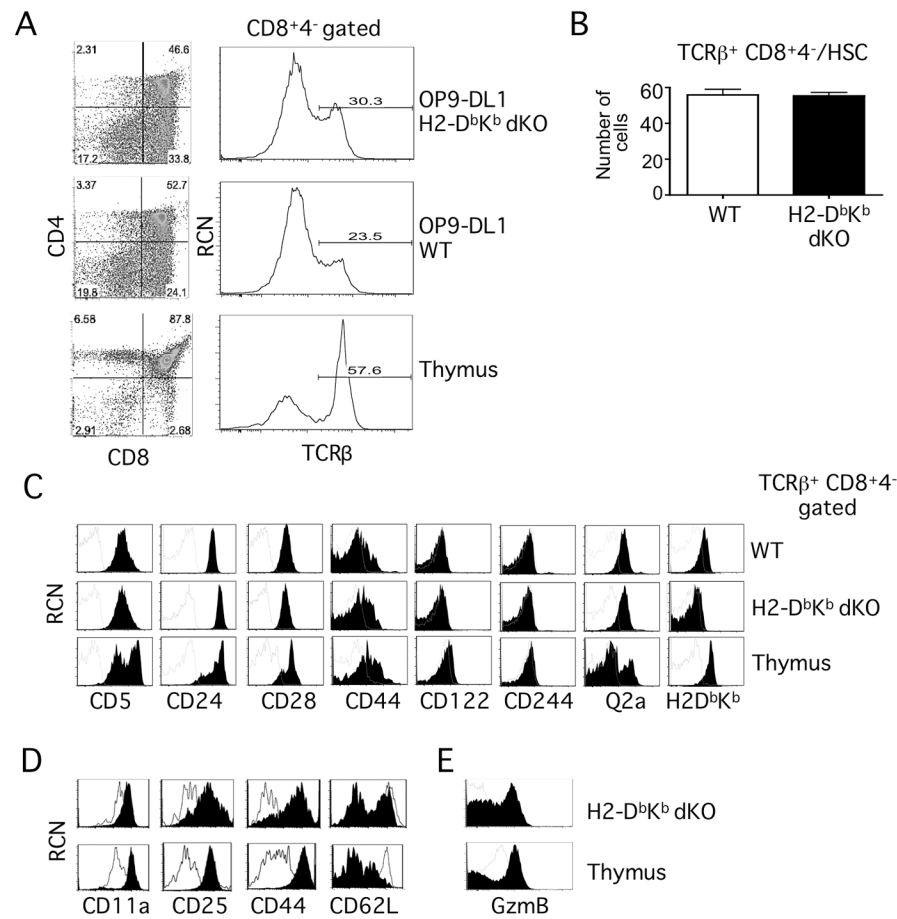 A
CD8⁺4⁻ gated
2.31 46.6
17.2 33.8
30.3
OP9-DL1
H2-DᵇKᵇ dKO
3.37 52.7
19.8 24.1
23.5
OP9-DL1
WT
6.58 87.8
2.91 2.68
57.6
Thymus
CD4
RCN
CD8
TCRβ
B
TCRβ⁺ CD8⁺4⁻/HSC
Number of
cells
60
40
20
0
WT
H2-DᵇKᵇ
dKO
C
TCRβ⁺ CD8⁺4⁻
gated
WT
H2-DᵇKᵇ dKO
Thymus
RCN
CD5 CD24 CD28 CD44 CD122 CD244 Q2a H2DᵇKᵇ
D
RCN
CD11a CD25 CD44 CD62L
E
H2-DᵇKᵇ dKO
Thymus
GzmB